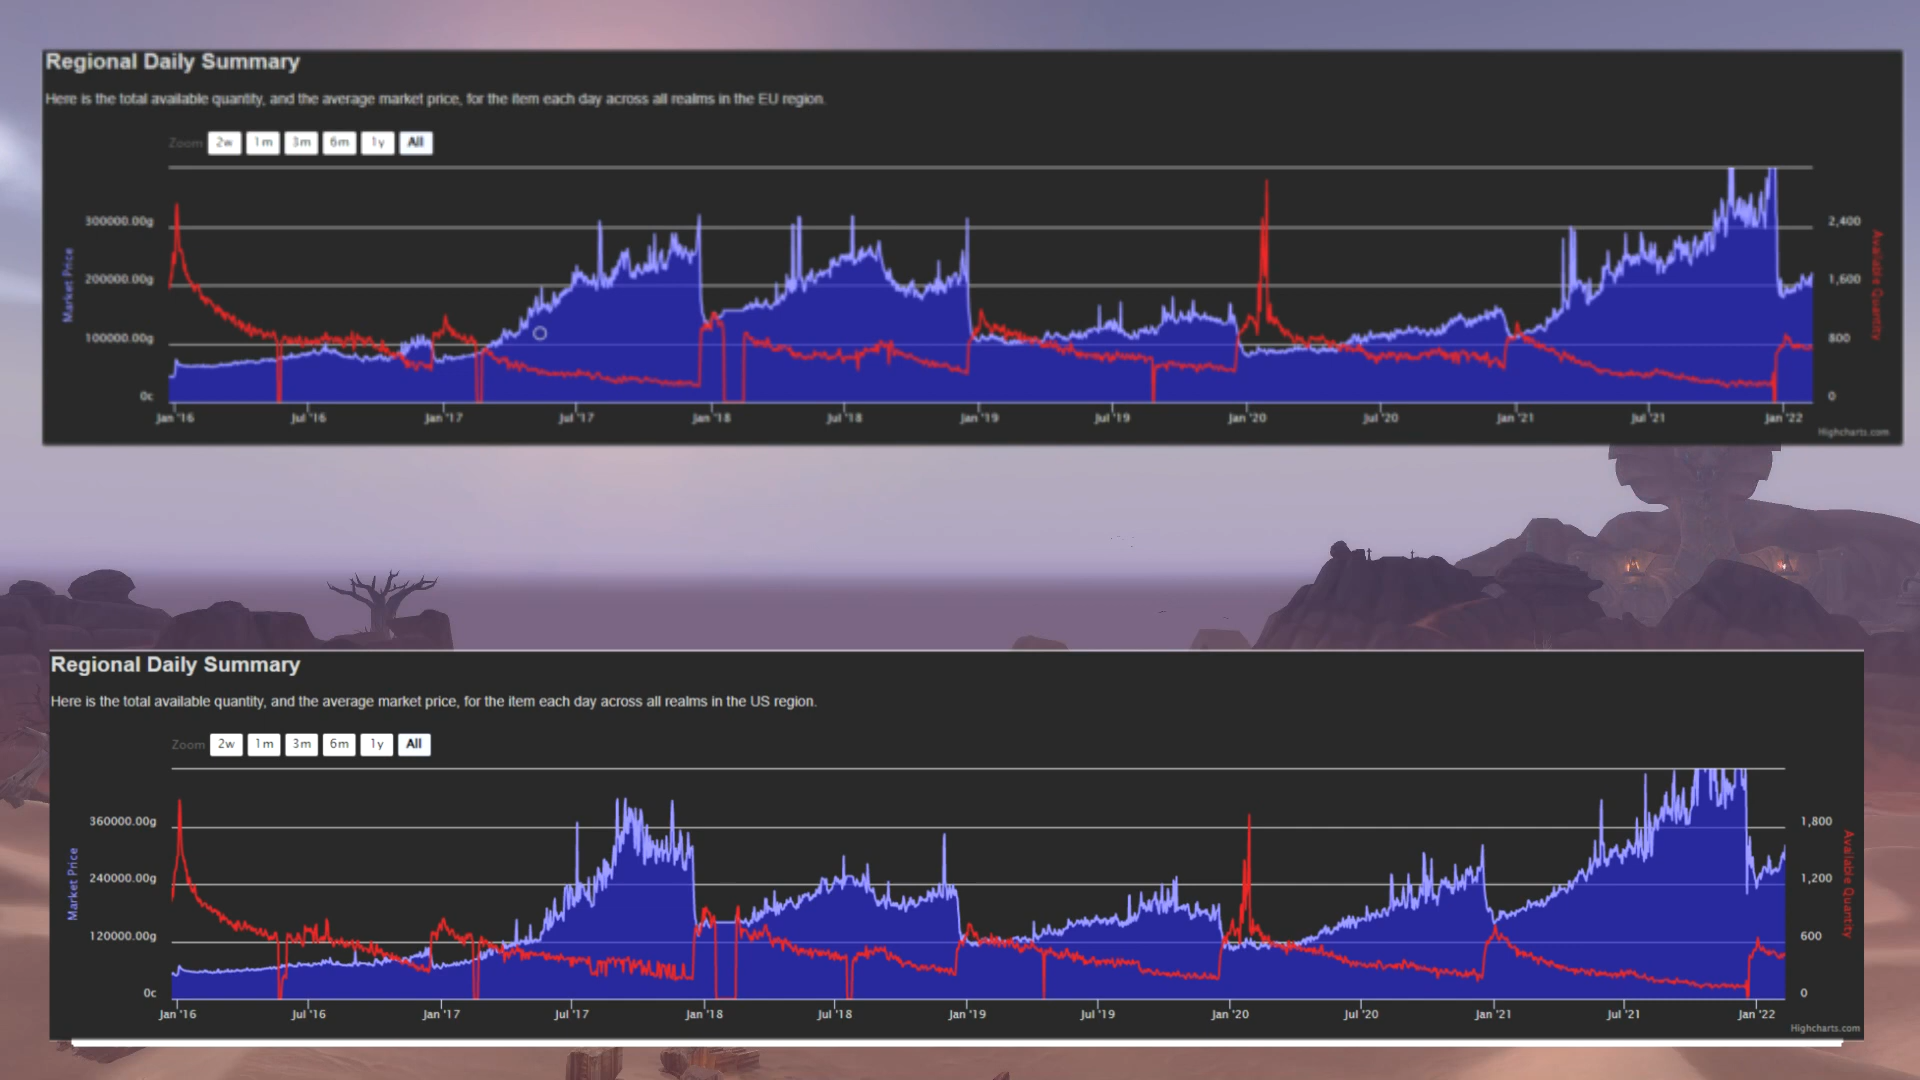 Regional Daily Summary
Here is the total available quantity, and the average market price, for the item each day across all realms in the EU region.
Zoom 2w 1m 3m 6m 1y All
Market Price
300000.00g
200000.00g
100000.00g
0c
2,400
1,600
800
0
Available Quantity
Jan '16 Jul '16 Jan '17 Jul '17 Jan '18 Jul '18 Jan '19 Jul '19 Jan '20 Jul '20 Jan '21 Jul '21 Jan '22
Highcharts.com
Regional Daily Summary
Here is the total available quantity, and the average market price, for the item each day across all realms in the US region.
Zoom 2w 1m 3m 6m 1y All
Market Price
360000.00g
240000.00g
120000.00g
0c
1,800
1,200
600
0
Available Quantity
Jan '16 Jul '16 Jan '17 Jul '17 Jan '18 Jul '18 Jan '19 Jul '19 Jan '20 Jul '20 Jan '21 Jul '21 Jan '22
Highcharts.com